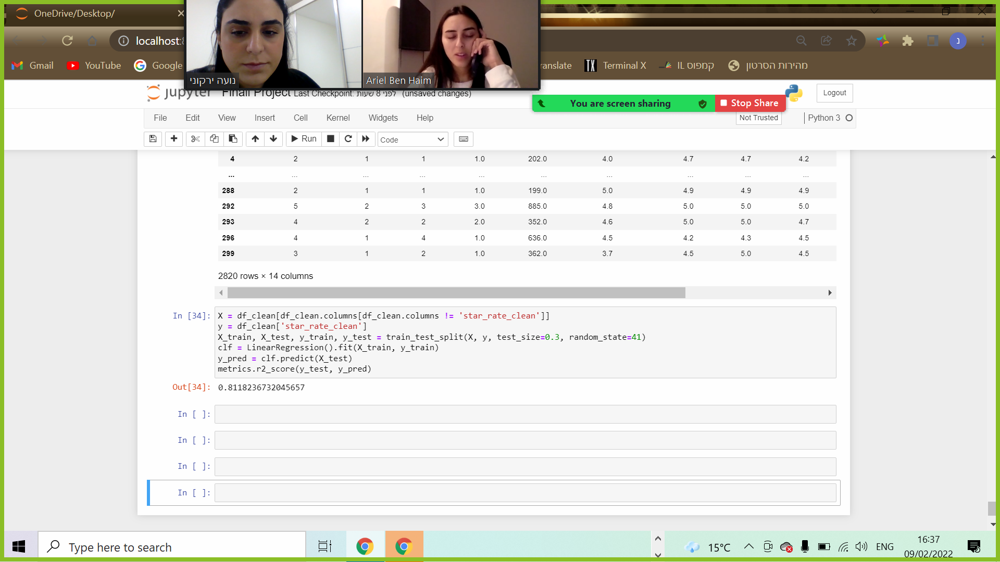 OneDrive/Desktop/
localhost:
Gmail
YouTube
Google
Translate
Terminal X
קמפוס IL
מהירות הסרטון
נועה ירקוני
Ariel Ben Haim
jupyter Finall Project Last Checkpoint: לפני 8 שעות (unsaved changes)
Logout
You are screen sharing
Stop Share
File Edit View Insert Cell Kernel Widgets Help
Not Trusted
Python 3
Run
Code
4 2 1 1 1.0 202.0 4.0 4.7 4.7 4.2
... ... ... ... ... ... ... ... ... ...
288 2 1 1 1.0 199.0 5.0 4.9 4.9 4.9
292 5 2 3 3.0 885.0 4.8 5.0 5.0 5.0
293 4 2 2 2.0 352.0 4.6 5.0 5.0 4.7
296 4 1 4 1.0 636.0 4.5 4.2 4.3 4.5
299 3 1 2 1.0 362.0 3.7 4.5 5.0 4.5
2820 rows × 14 columns
In [34]:
X = df_clean[df_clean.columns[df_clean.columns != 'star_rate_clean']]
y = df_clean['star_rate_clean']
X_train, X_test, y_train, y_test = train_test_split(X, y, test_size=0.3, random_state=41)
clf = LinearRegression().fit(X_train, y_train)
y_pred = clf.predict(X_test)
metrics.r2_score(y_test, y_pred)
Out[34]: 0.8118236732045657
In [ ]:
In [ ]:
In [ ]:
In [ ]:
Type here to search
15°C
ENG
16:37
09/02/2022